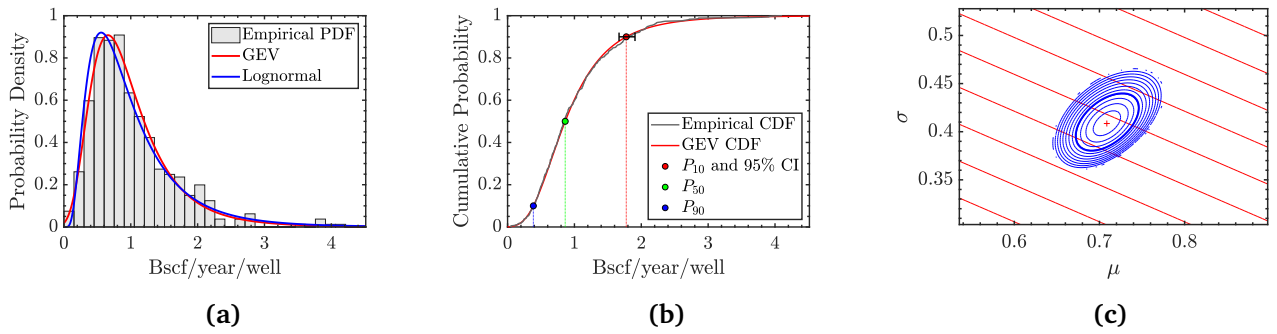 Probability Density
1
0.8
0.6
0.4
0.2
0
0 1 2 3 4
Bscf/year/well
Empirical PDF
GEV
Lognormal
(a)
Cumulative Probability
1
0.8
0.6
0.4
0.2
0
0 1 2 3 4
Bscf/year/well
Empirical CDF
GEV CDF
P10 and 95% CI
P50
P90
(b)
σ
0.5
0.45
0.4
0.35
0.6 0.7 0.8
μ
(c)